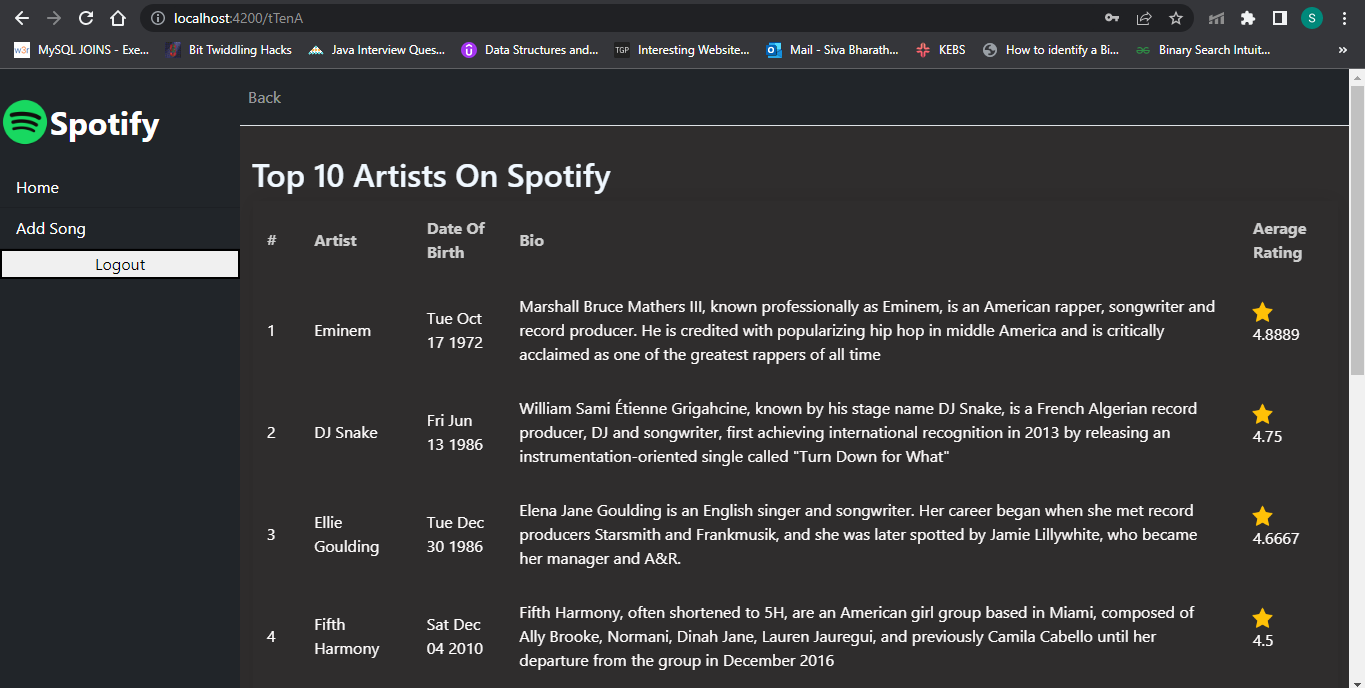 localhost:4200/tTenA
S
w3r MySQL JOINS - Exe... Bit Twiddling Hacks Java Interview Ques... Data Structures and... TGP Interesting Website... Mail - Siva Bharath... KEBS How to identify a Bi... Binary Search Intuit... »
Back
Spotify
Home
Add Song
Logout
Top 10 Artists On Spotify
# Artist Date Of Birth Bio Aerage Rating
1 Eminem Tue Oct 17 1972
Marshall Bruce Mathers III, known professionally as Eminem, is an American rapper, songwriter and
record producer. He is credited with popularizing hip hop in middle America and is critically
acclaimed as one of the greatest rappers of all time
4.8889
2 DJ Snake Fri Jun 13 1986
William Sami Étienne Grigahcine, known by his stage name DJ Snake, is a French Algerian record
producer, DJ and songwriter, first achieving international recognition in 2013 by releasing an
instrumentation-oriented single called "Turn Down for What"
4.75
3 Ellie Goulding Tue Dec 30 1986
Elena Jane Goulding is an English singer and songwriter. Her career began when she met record
producers Starsmith and Frankmusik, and she was later spotted by Jamie Lillywhite, who became
her manager and A&R.
4.6667
4 Fifth Harmony Sat Dec 04 2010
Fifth Harmony, often shortened to 5H, are an American girl group based in Miami, composed of
Ally Brooke, Normani, Dinah Jane, Lauren Jauregui, and previously Camila Cabello until her
departure from the group in December 2016
4.5